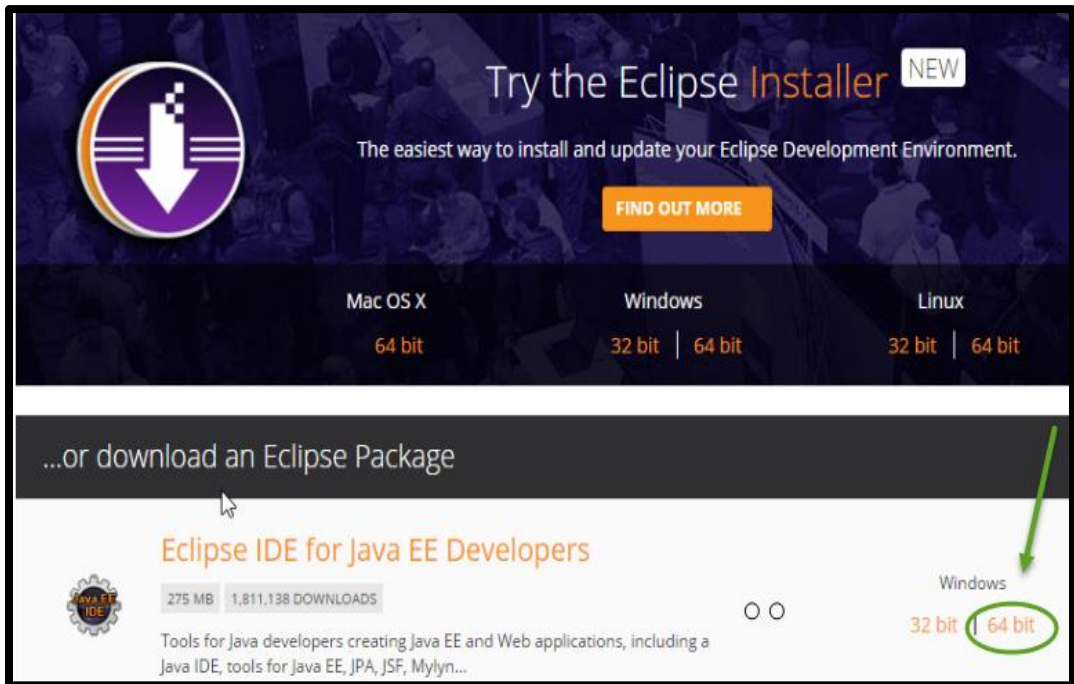 Try the Eclipse Installer NEW
The easiest way to install and update your Eclipse Development Environment.
FIND OUT MORE
Mac OS X
64 bit
Windows
32 bit | 64 bit
Linux
32 bit | 64 bit
...or download an Eclipse Package
Eclipse IDE for Java EE Developers
275 MB 1,811,138 DOWNLOADS
Tools for Java developers creating Java EE and Web applications, including a
Java IDE, tools for Java EE, JPA, JSF, Mylyn...
Java EE
IDE
Windows
32 bit | 64 bit